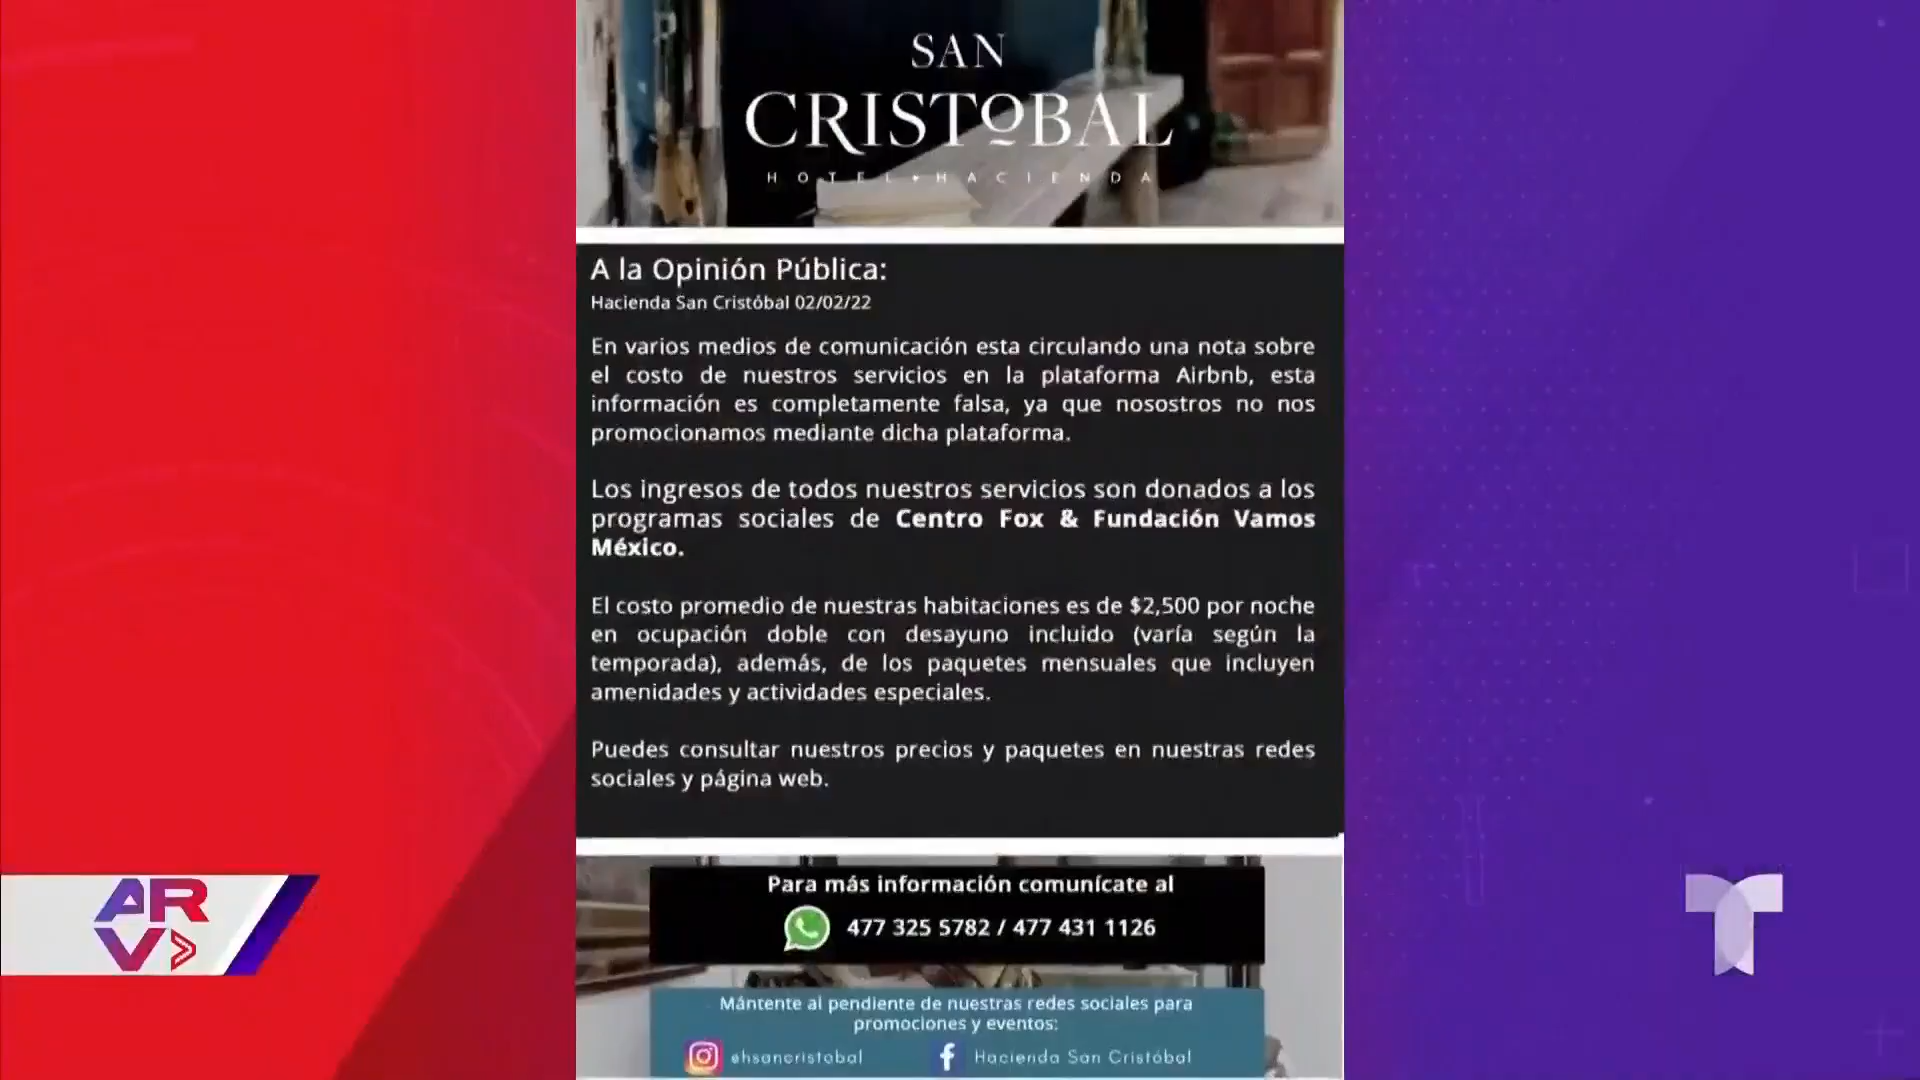 SAN
CRISTOBAL
HOTEL • HACIENDA
A la Opinión Pública:
Hacienda San Cristóbal 02/02/22
En varios medios de comunicación esta circulando una nota sobre
el costo de nuestros servicios en la plataforma Airbnb, esta
información es completamente falsa, ya que nosostros no nos
promocionamos mediante dicha plataforma.
Los ingresos de todos nuestros servicios son donados a los
programas sociales de Centro Fox & Fundación Vamos
México.
El costo promedio de nuestras habitaciones es de $2,500 por noche
en ocupación doble con desayuno incluido (varía según la
temporada), además, de los paquetes mensuales que incluyen
amenidades y actividades especiales.
Puedes consultar nuestros precios y paquetes en nuestras redes
sociales y página web.
Para más información comunícate al
477 325 5782 / 477 431 1126
Mántente al pendiente de nuestras redes sociales para
promociones y eventos:
@hsancristobal Hacienda San Cristóbal
ARV
T